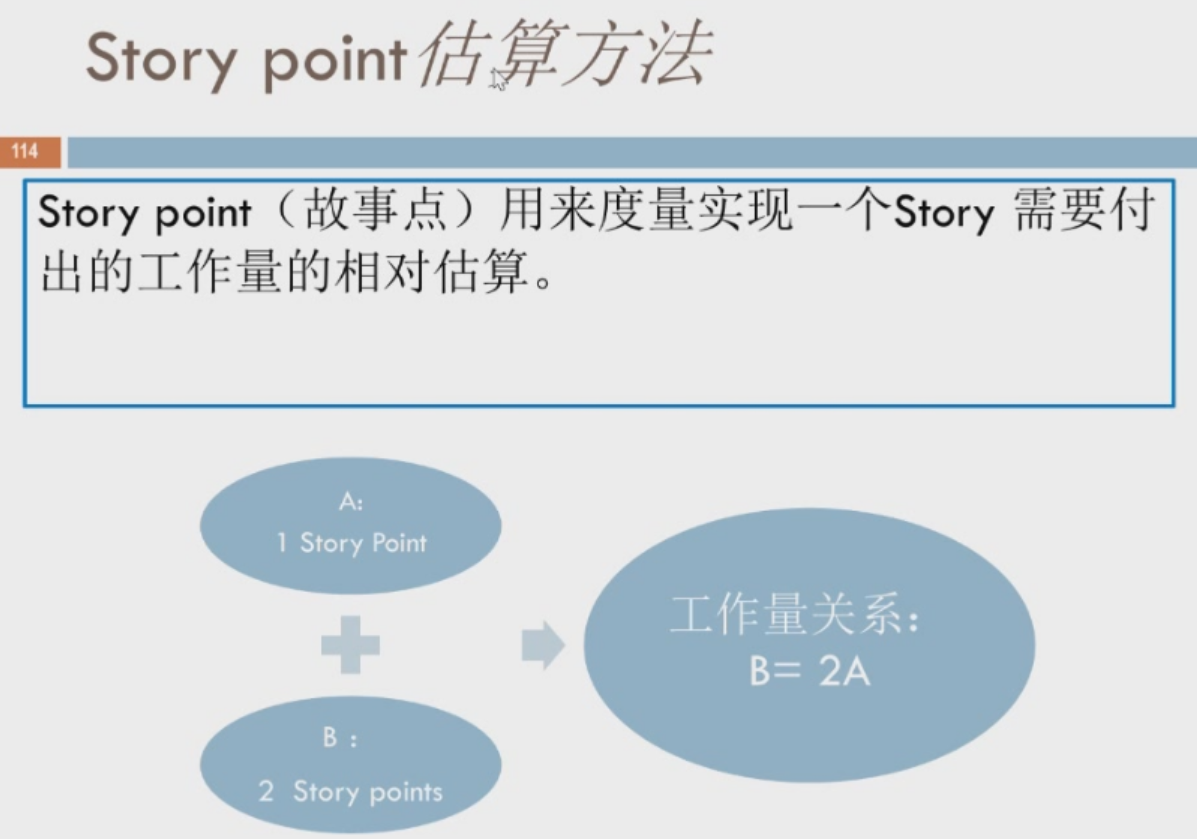 Story point估算方法
114
Story point（故事点）用来度量实现一个Story 需要付
出的工作量的相对估算。
A:
1 Story Point
B：
2 Story points
工作量关系：
B= 2A